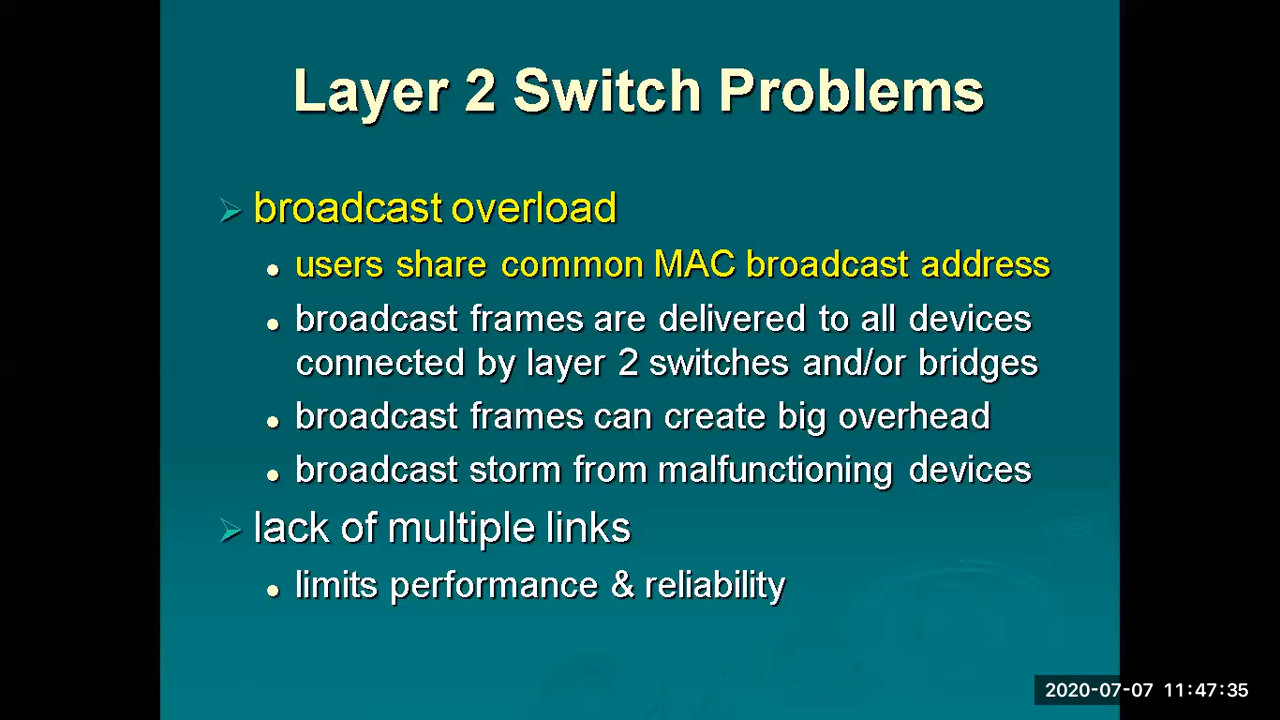 Layer 2 Switch Problems
broadcast overload
users share common MAC broadcast address
broadcast frames are delivered to all devices
connected by layer 2 switches and/or bridges
broadcast frames can create big overhead
broadcast storm from malfunctioning devices
lack of multiple links
limits performance & reliability
2020-07-07 11:47:35